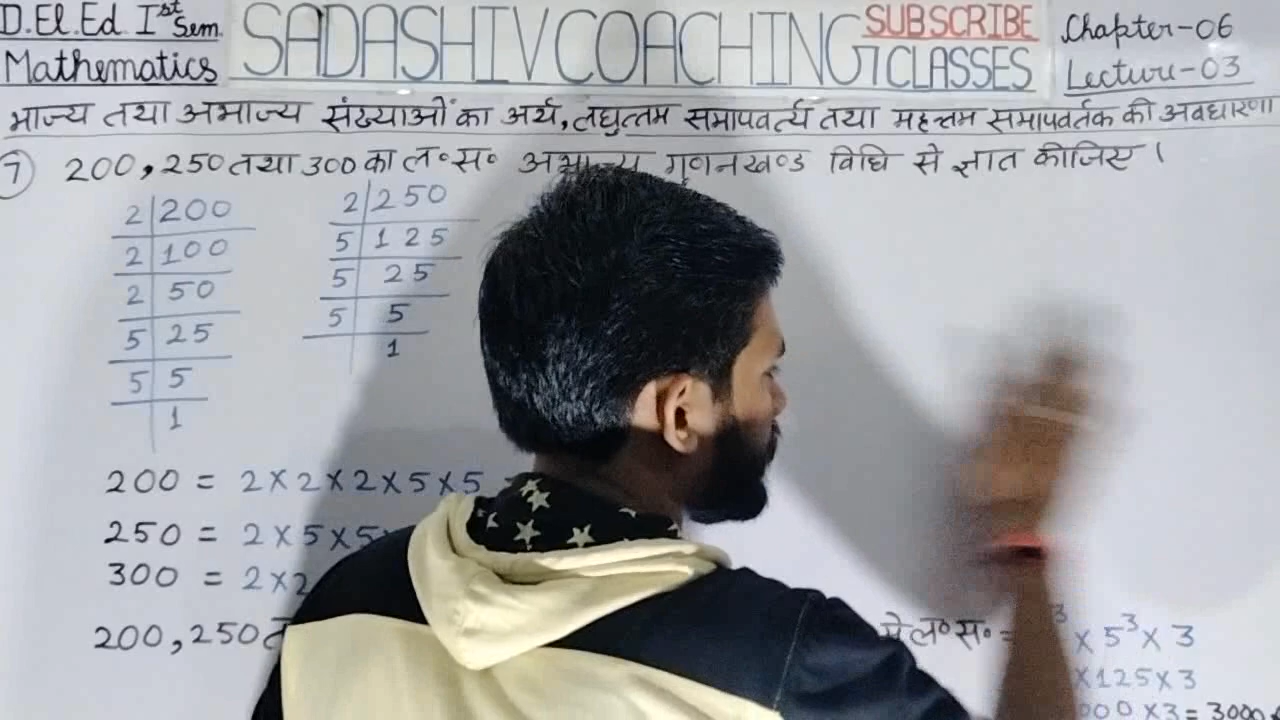 D.El.Ed. Ist Sem.
Mathematics
SADASHIV COACHING CLASSES
SUBSCRIBE
Chapter-06
Lecture-03
भाज्य तथा अभाज्य संख्याओं का अर्थ, लघुत्तम समापवर्त्य तथा महत्तम समापवर्तक की अवधारणा
7 200, 250 तथा 300 का ल०स० अभाज्य गुणनखण्ड विधि से ज्ञात कीजिए।
2 | 200
2 | 100
2 | 50
5 | 25
5 | 5
1
2 | 250
5 | 125
5 | 25
5 | 5
1
200 = 2×2×2×5×5
250 = 2×5×5
300 = 2×2
200, 250
ल०स० = 3 × 5³ × 3
×125×3
000×3 = 3000